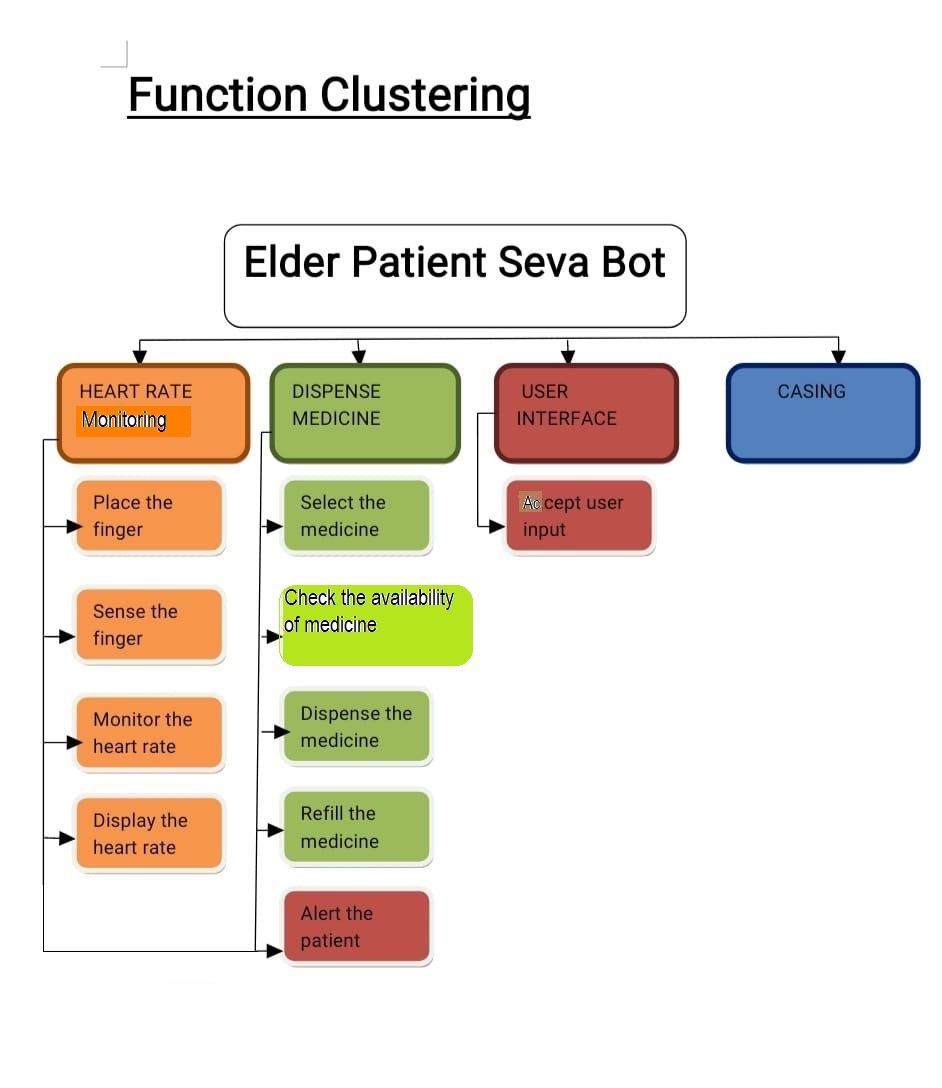 Function Clustering
Elder Patient Seva Bot
HEART RATE
Monitoring
Place the
finger
Sense the
finger
Monitor the
heart rate
Display the
heart rate
DISPENSE
MEDICINE
Select the
medicine
Check the availability
of medicine
Dispense the
medicine
Refill the
medicine
Alert the
patient
USER
INTERFACE
Accept user
input
CASING